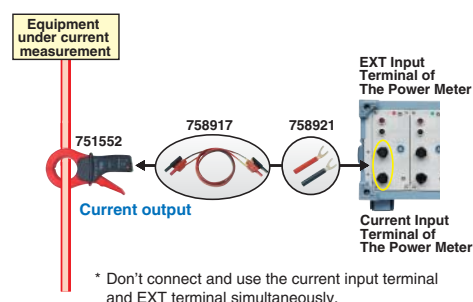 Equipment
under current
measurement
EXT Input
Terminal of
The Power Meter
751552
758917
758921
Current output
Current Input
Terminal of
The Power Meter
* Don't connect and use the current input terminal
and EXT terminal simultaneously.